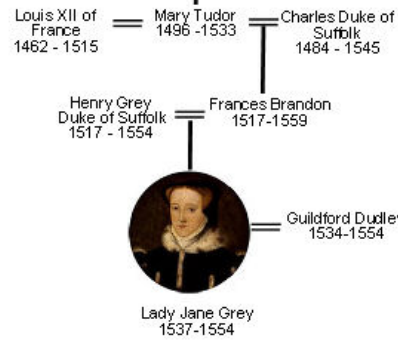 Louis XII of
France
1462 - 1515
Mary Tudor
1496 -1533
Charles Duke of
Suffolk
1484 - 1545
Henry Grey
Duke of Suffolk
1517 - 1554
Frances Brandon
1517-1559
Guildford Dudley
1534-1554
Lady Jane Grey
1537-1554